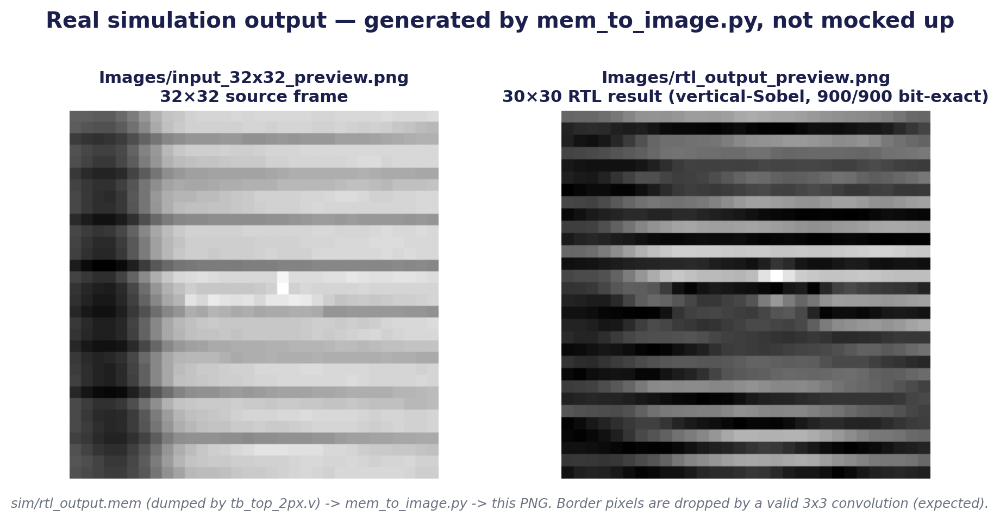 Real simulation output — generated by mem_to_image.py, not mocked up
Images/input_32x32_preview.png
32×32 source frame
Images/rtl_output_preview.png
30×30 RTL result (vertical-Sobel, 900/900 bit-exact)
sim/rtl_output.mem (dumped by tb_top_2px.v) -> mem_to_image.py -> this PNG. Border pixels are dropped by a valid 3x3 convolution (expected).